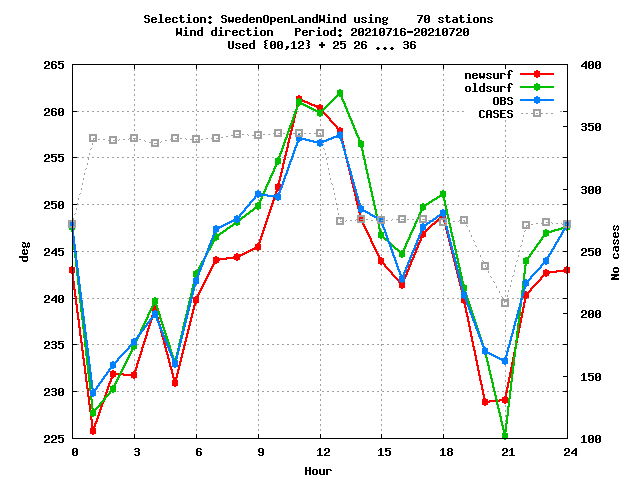 Selection: SwedenOpenLandWind using    70 stations
Wind direction   Period: 20210716-20210720
Used {00,12} + 25 26 ... 36
newsurf
oldsurf
OBS
CASES
265
260
255
250
245
240
235
230
225
deg
400
350
300
250
200
150
100
No cases
0 3 6 9 12 15 18 21 24
Hour